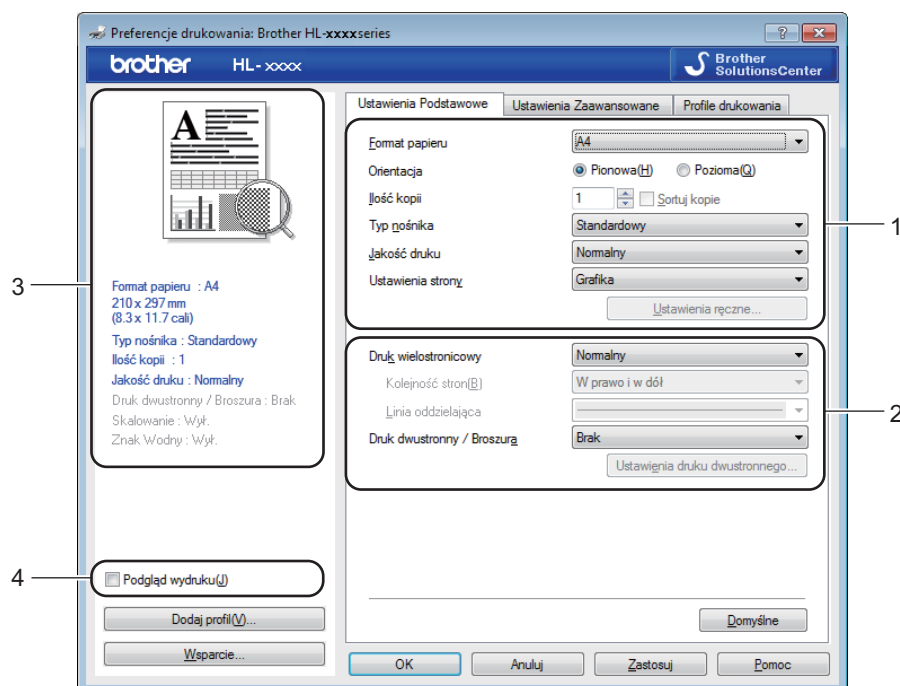 Preferencje drukowania: Brother HL-xxxxseries
brother HL- xxxx
Brother
SolutionsCenter
A
Format papieru : A4
210 x 297 mm
(8.3 x 11.7 cali)
Typ nośnika : Standardowy
Ilość kopii : 1
Jakość druku : Normalny
Druk dwustronny / Broszura : Brak
Skalowanie : Wył.
Znak Wodny : Wył.
3
Podgląd wydruku(J)
4
Dodaj profil(V)...
Wsparcie...
Ustawienia Podstawowe Ustawienia Zaawansowane Profile drukowania
Format papieru A4
Orientacja Pionowa(H) Pozioma(Q)
Ilość kopii 1 Sortuj kopie
Typ nośnika Standardowy
1
Jakość druku Normalny
Ustawienia strony Grafika
Ustawienia ręczne...
Druk wielostronicowy Normalny
Kolejność stron(B) W prawo i w dół
Linia oddzielająca
2
Druk dwustronny / Broszura Brak
Ustawienia druku dwustronnego...
Domyślne
OK Anuluj Zastosuj Pomoc